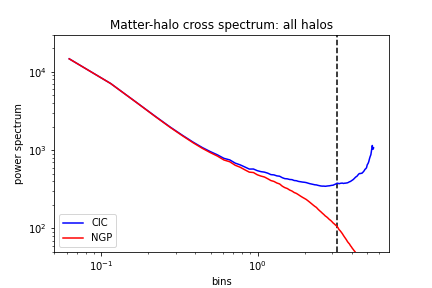 Matter-halo cross spectrum: all halos
power spectrum
10⁴
10³
10²
CIC
NGP
10⁻¹
10⁰
bins